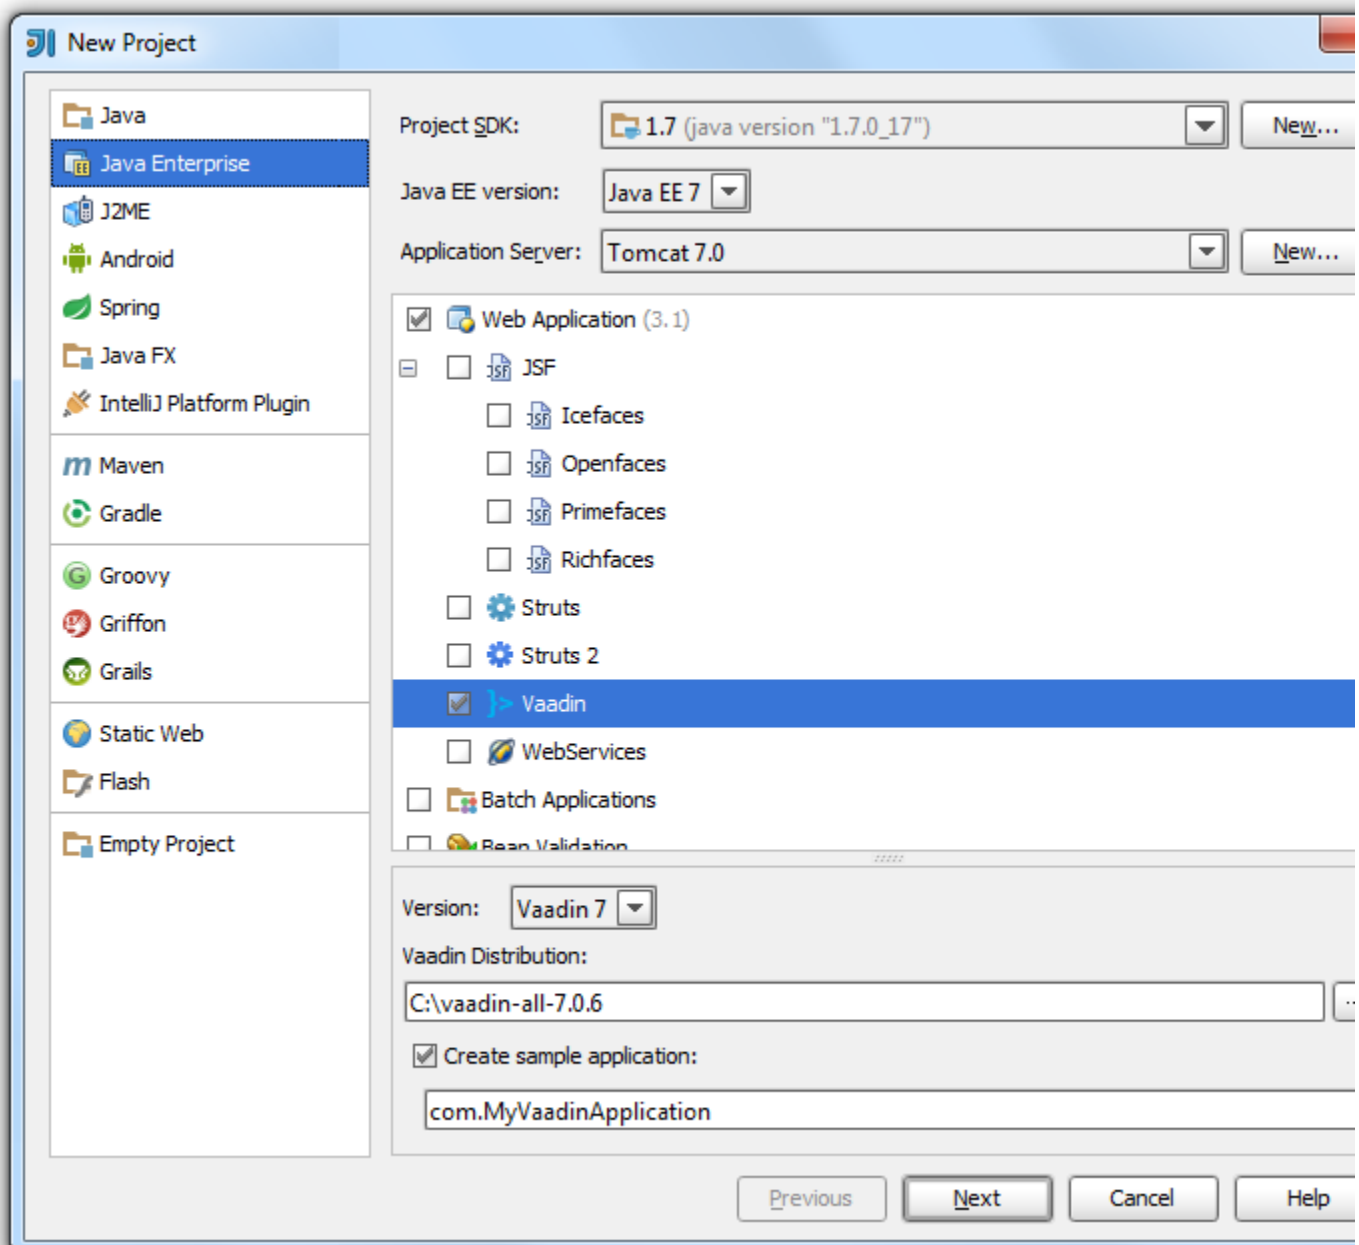 New Project
Java
Java Enterprise
J2ME
Android
Spring
Java FX
IntelliJ Platform Plugin
Maven
Gradle
Groovy
Griffon
Grails
Static Web
Flash
Empty Project
Project SDK: 1.7 (java version "1.7.0_17") New...
Java EE version: Java EE 7
Application Server: Tomcat 7.0 New...
Web Application (3.1)
JSF
Icefaces
Openfaces
Primefaces
Richfaces
Struts
Struts 2
Vaadin
WebServices
Batch Applications
Bean Validation
Version: Vaadin 7
Vaadin Distribution:
C:\vaadin-all-7.0.6
Create sample application:
com.MyVaadinApplication
Previous Next Cancel Help